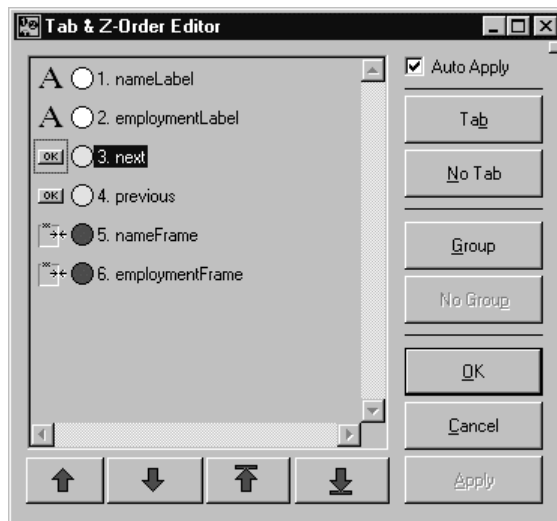 Tab & Z-Order Editor
A 1. nameLabel
A 2. employmentLabel
OK 3. next
OK 4. previous
5. nameFrame
6. employmentFrame
Auto Apply
Tab
No Tab
Group
No Group
OK
Cancel
Apply